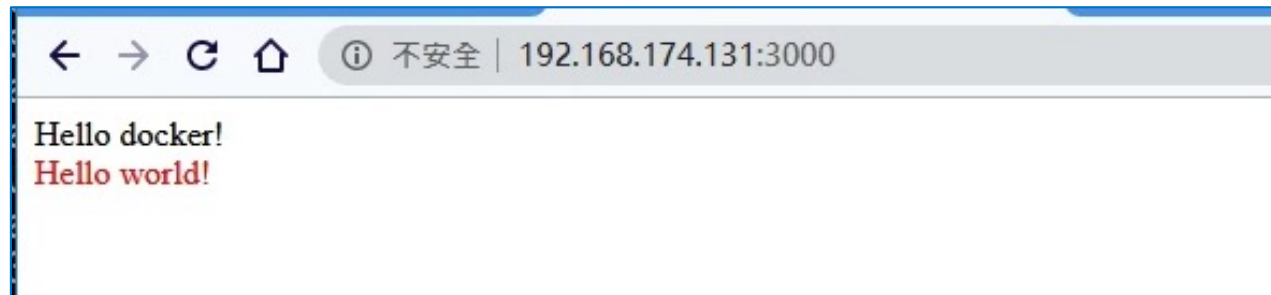 不安全 192.168.174.131:3000
Hello docker!
Hello world!